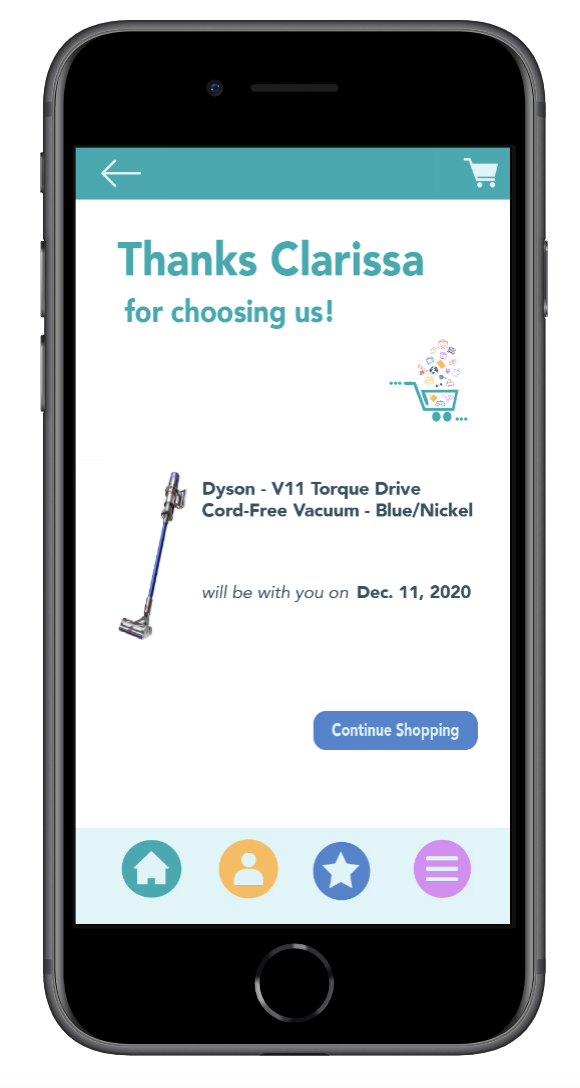 Thanks Clarissa
for choosing us!
Dyson - V11 Torque Drive
Cord-Free Vacuum - Blue/Nickel
will be with you on Dec. 11, 2020
Continue Shopping